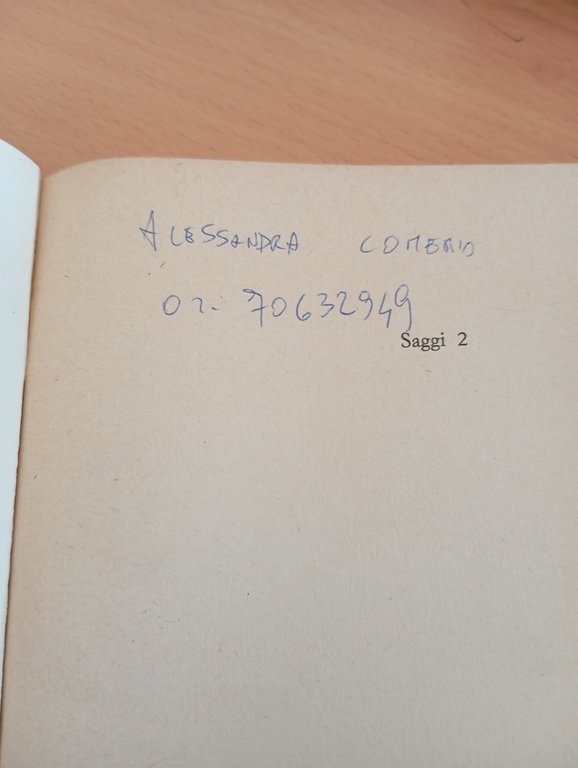 ALESSANDRA COMERIO
02- 70632949
Saggi 2